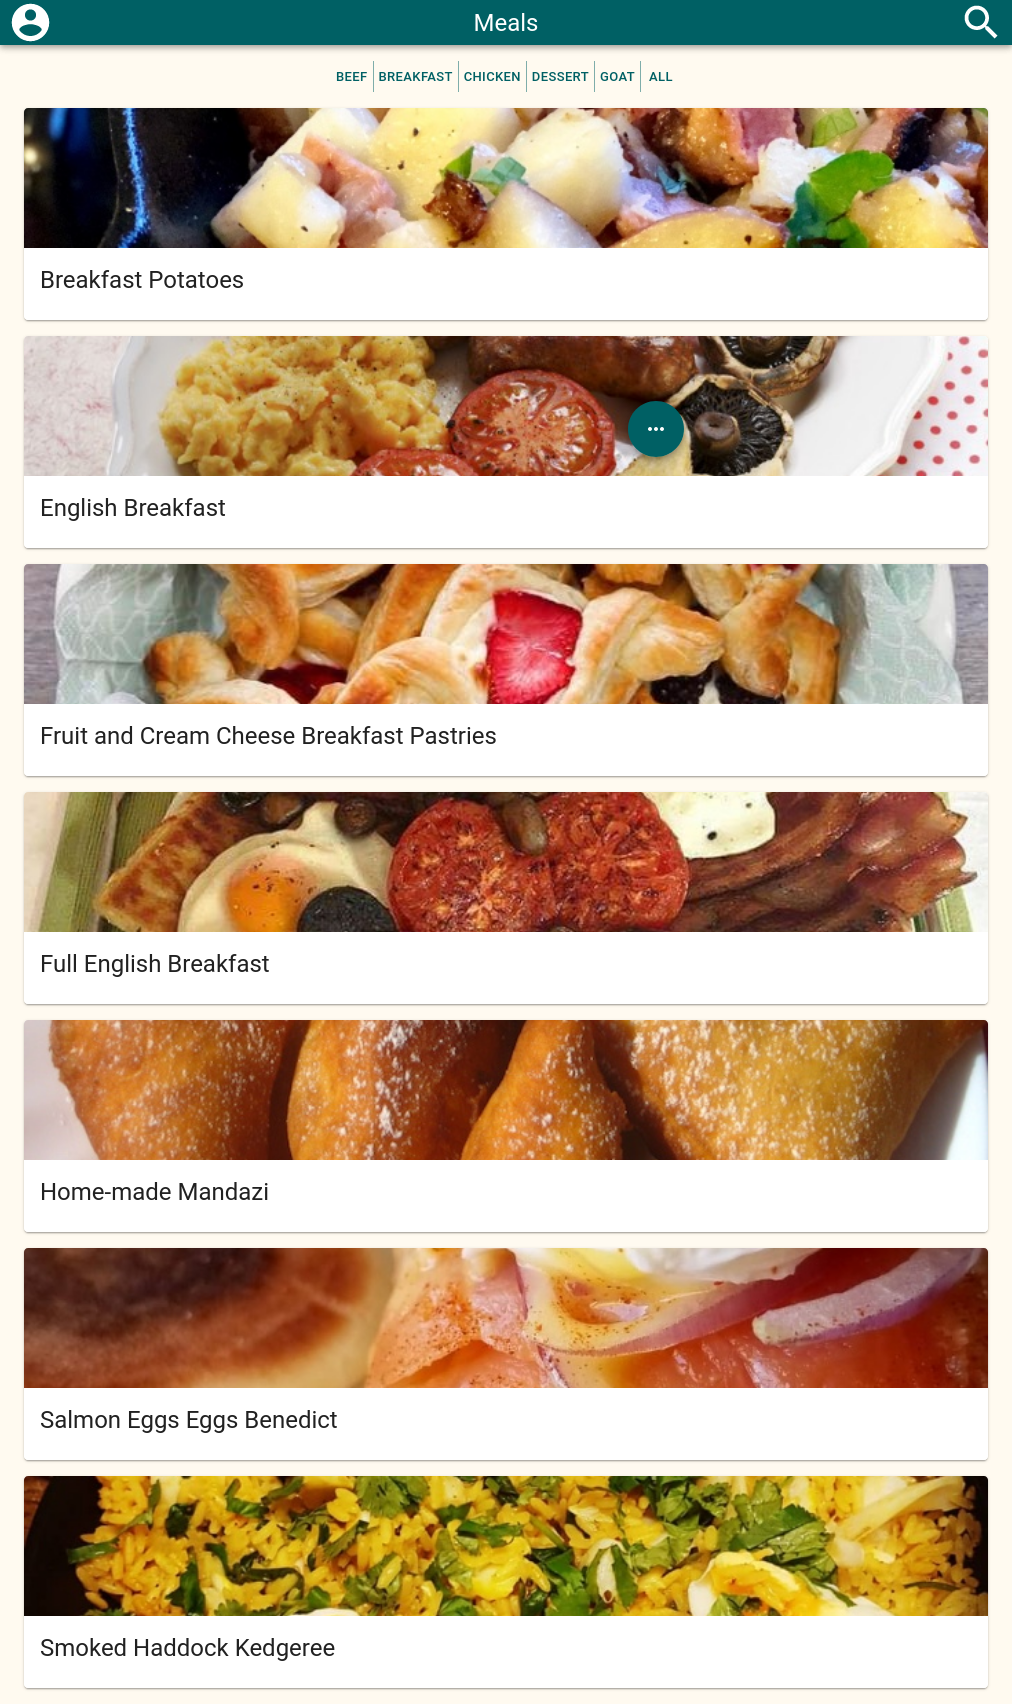 Meals
BEEF BREAKFAST CHICKEN DESSERT GOAT ALL
Breakfast Potatoes
English Breakfast
Fruit and Cream Cheese Breakfast Pastries
Full English Breakfast
Home-made Mandazi
Salmon Eggs Eggs Benedict
Smoked Haddock Kedgeree